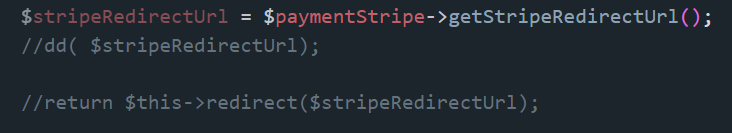 $stripeRedirectUrl = $paymentStripe->getStripeRedirectUrl();
//dd( $stripeRedirectUrl);
//return $this->redirect($stripeRedirectUrl);